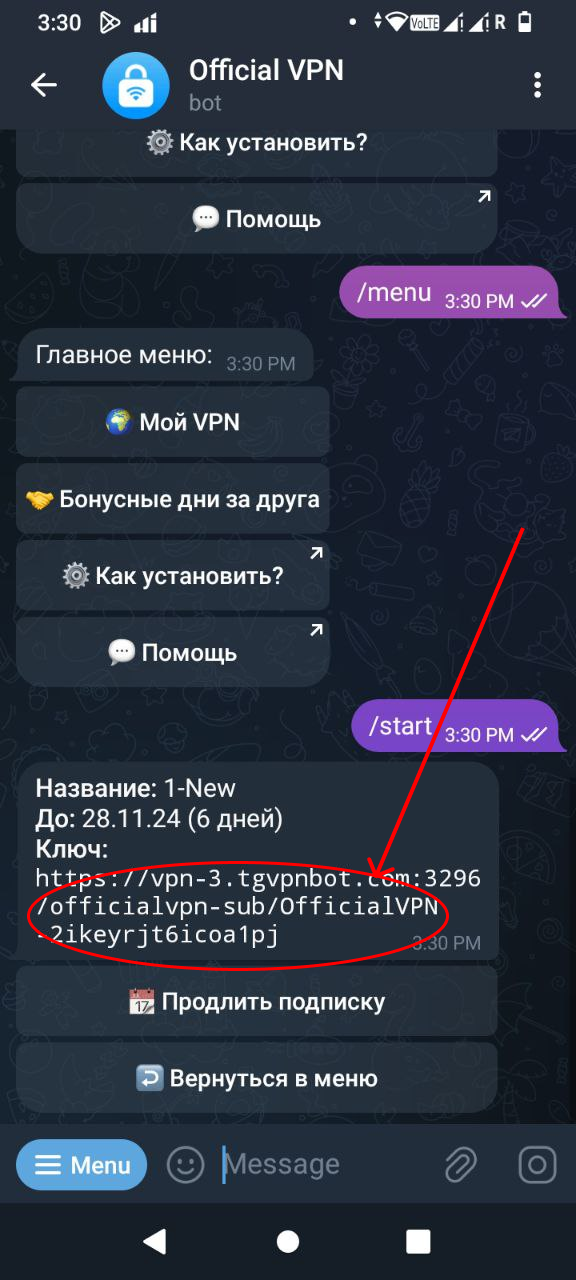 3:30 VoLTE R
Official VPN
bot
Как установить?
Помощь
/menu 3:30 PM
Главное меню: 3:30 PM
Мой VPN
Бонусные дни за друга
Как установить?
Помощь
/start 3:30 PM
Название: 1-New
До: 28.11.24 (6 дней)
Ключ:
https://vpn-3.tgvpnbot.com:3296
/officialvpn-sub/OfficialVPN
-2ikeyrjt6icoa1pj
3:30 PM
17 Продлить подписку
Вернуться в меню
Menu Message